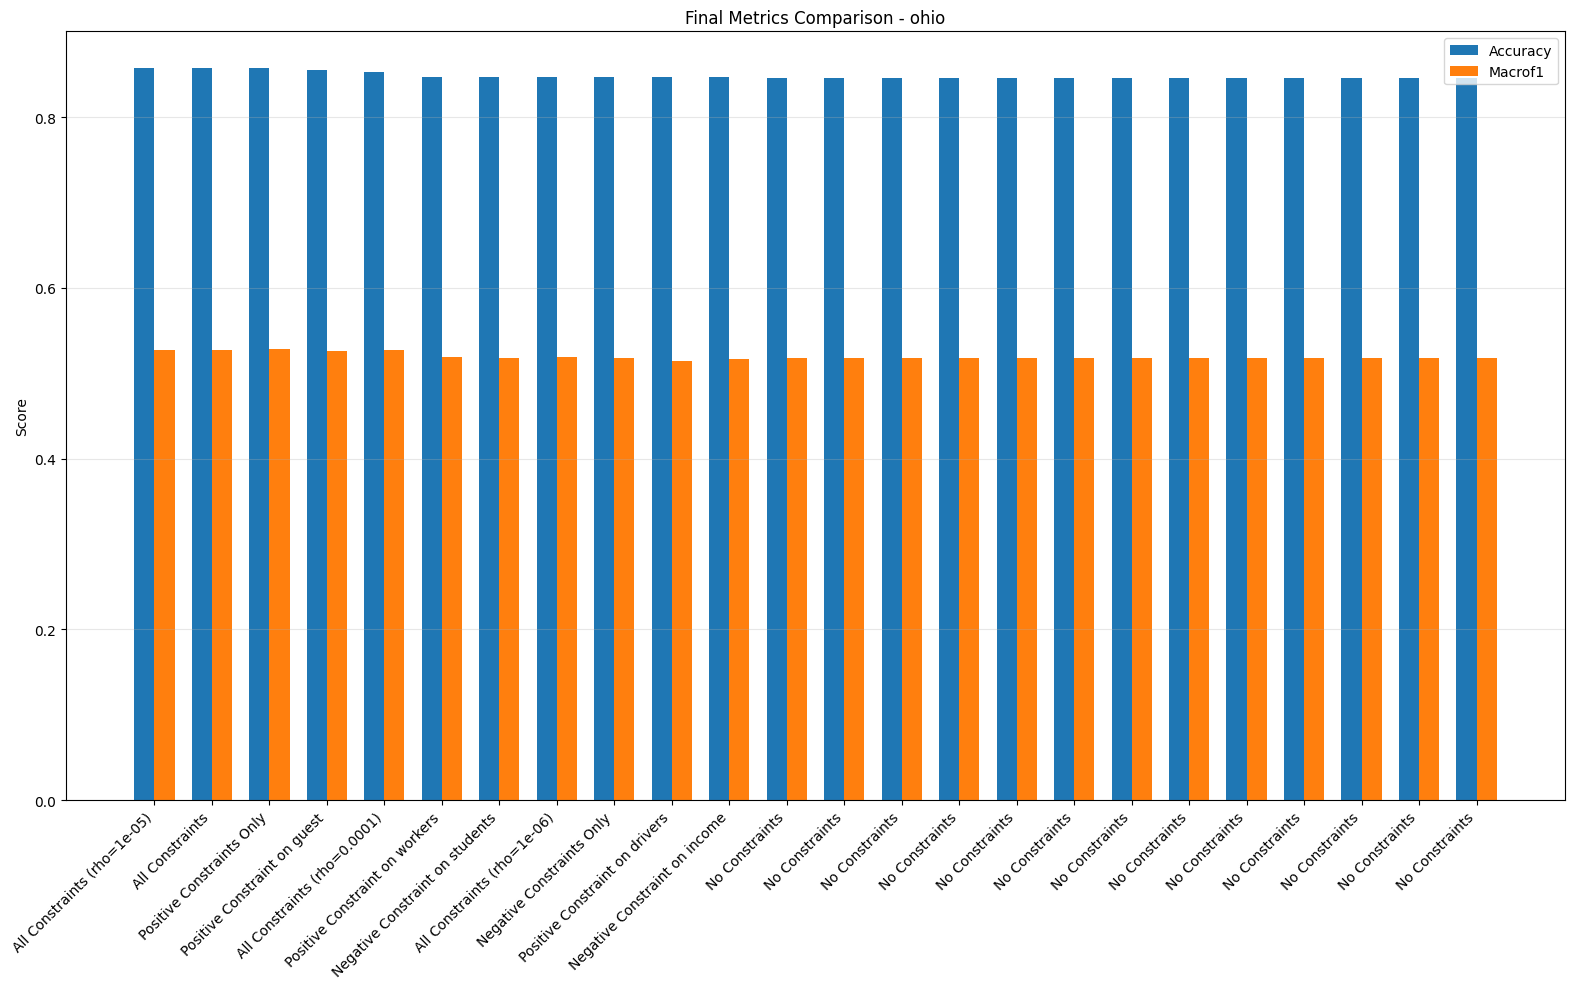 Final Metrics Comparison - ohio
Accuracy
Macrof1
Score
0.8
0.6
0.4
0.2
0.0
All Constraints (rho=1e-05)
All Constraints
Positive Constraints Only
Positive Constraint on guest
All Constraints (rho=0.0001)
Positive Constraint on workers
Negative Constraint on students
All Constraints (rho=1e-06)
Negative Constraints Only
Positive Constraint on drivers
Negative Constraint on income
No Constraints
No Constraints
No Constraints
No Constraints
No Constraints
No Constraints
No Constraints
No Constraints
No Constraints
No Constraints
No Constraints
No Constraints
No Constraints